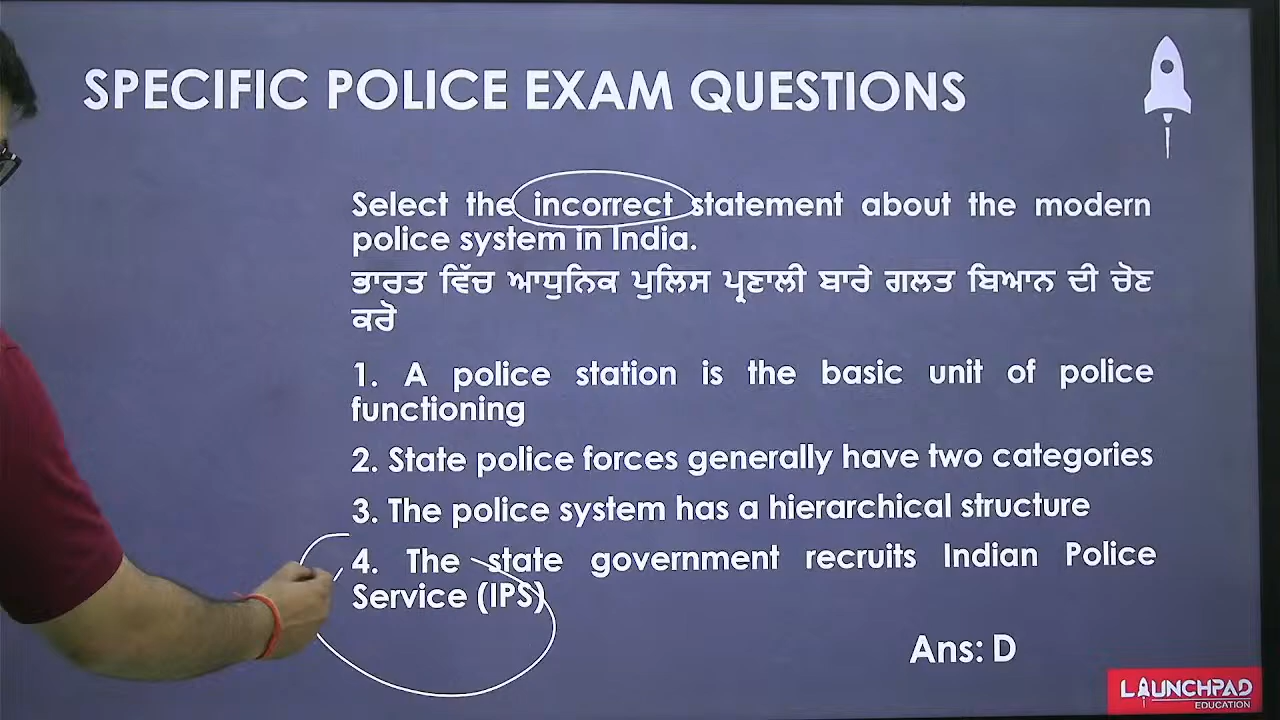 SPECIFIC POLICE EXAM QUESTIONS
Select the incorrect statement about the modern
police system in India.
ਭਾਰਤ ਵਿੱਚ ਆਧੁਨਿਕ ਪੁਲਿਸ ਪ੍ਰਣਾਲੀ ਬਾਰੇ ਗਲਤ ਬਿਆਨ ਦੀ ਚੋਣ
ਕਰੋ
1. A police station is the basic unit of police
functioning
2. State police forces generally have two categories
3. The police system has a hierarchical structure
4. The state government recruits Indian Police
Service (IPS)
Ans: D
LAUNCHPAD
EDUCATION